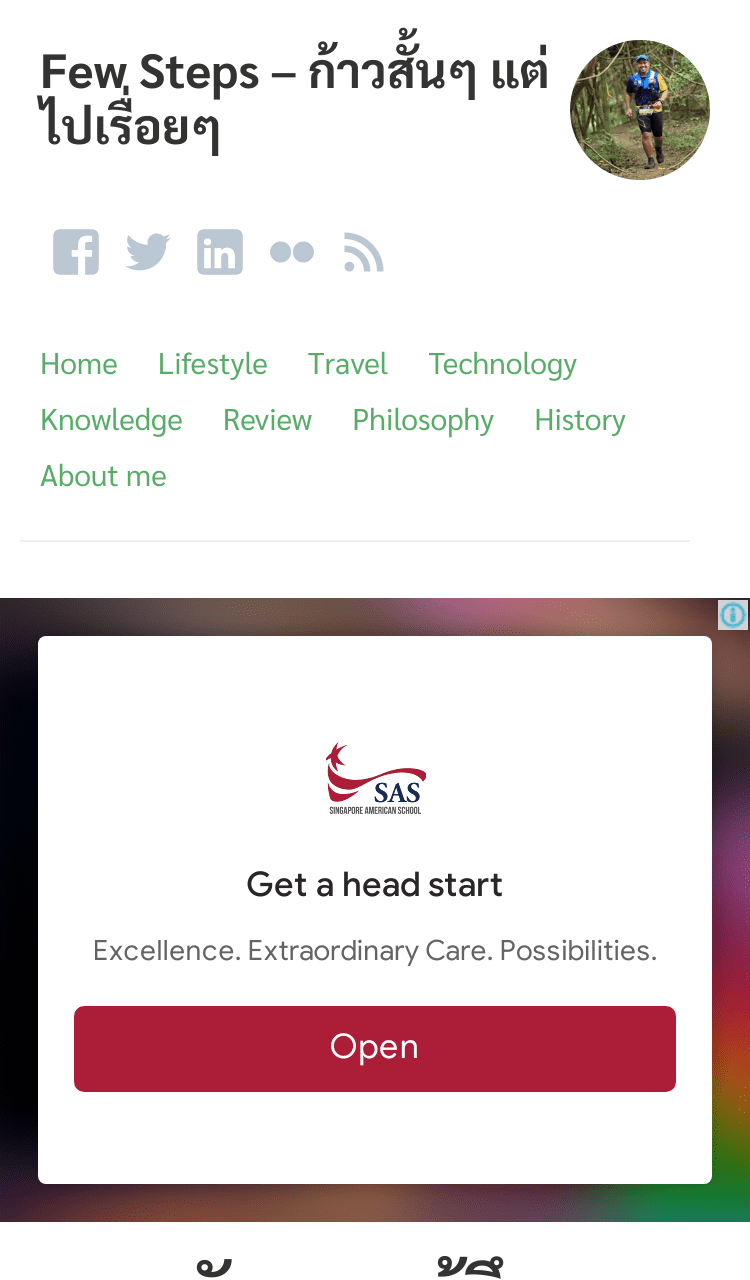 Few Steps – ก้าวสั้นๆ แต่
ไปเรื่อยๆ
Home Lifestyle Travel Technology
Knowledge Review Philosophy History
About me
SAS
SINGAPORE AMERICAN SCHOOL
Get a head start
Excellence. Extraordinary Care. Possibilities.
Open